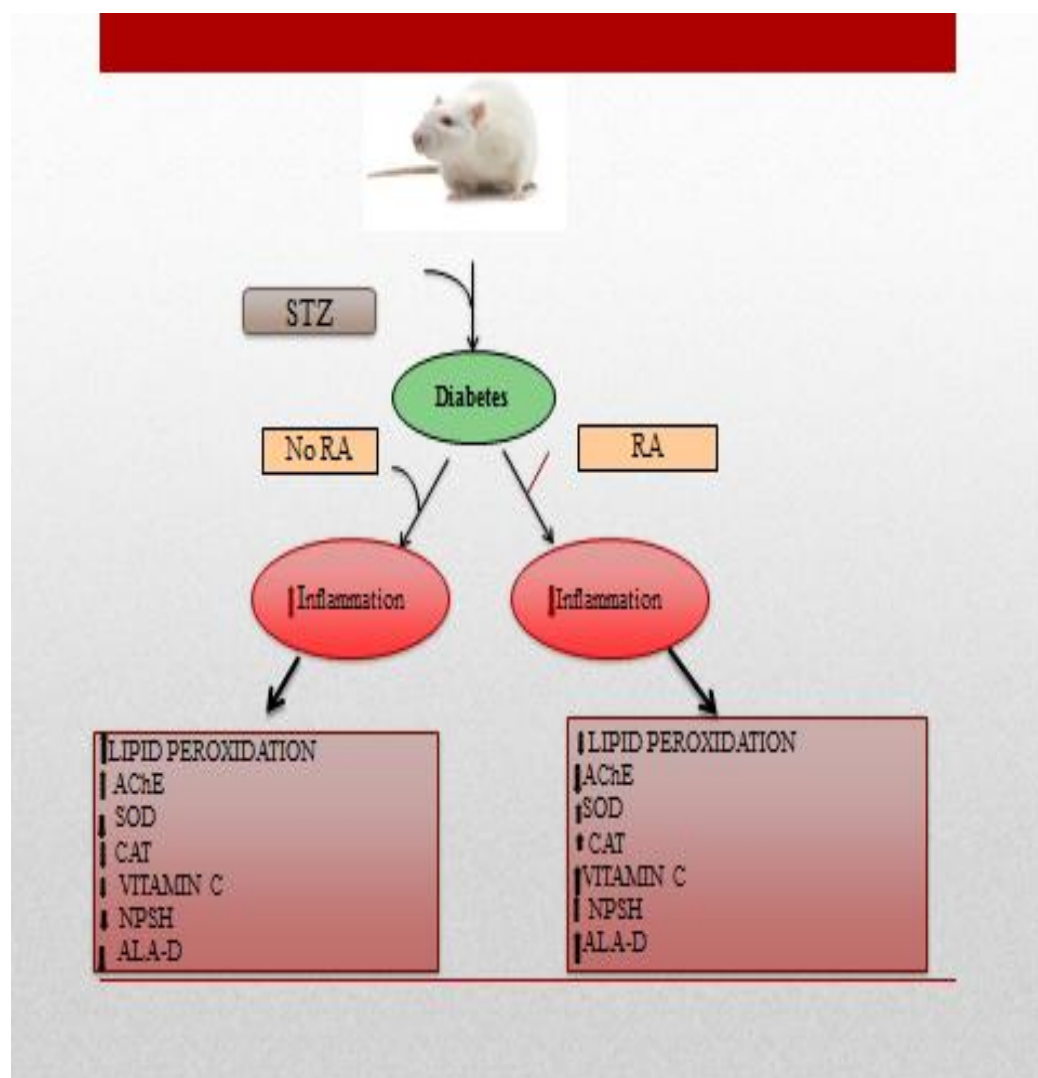 STZ
Diabetes
No RA
RA
Inflammation
Inflammation
LIPID PEROXIDATION
AChE
SOD
CAT
VITAMIN C
NPSH
ALA-D
LIPID PEROXIDATION
AChE
SOD
CAT
VITAMIN C
NPSH
ALA-D